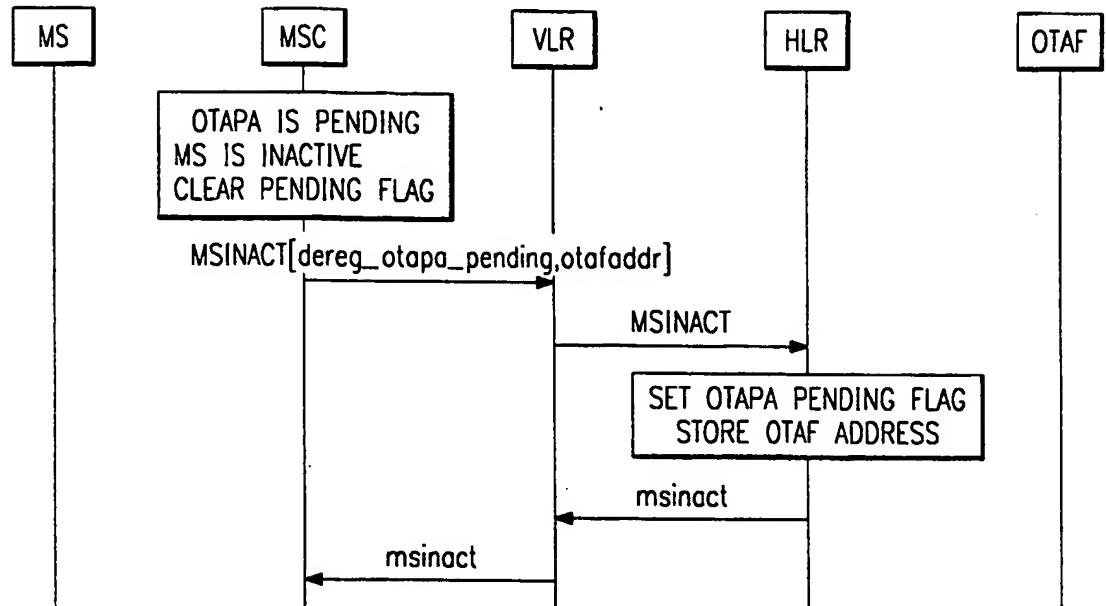 MS
MSC
VLR
HLR
OTAF
OTAPA IS PENDING
MS IS INACTIVE
CLEAR PENDING FLAG
MSINACT[dereg_otapa_pending,otafaddr]
MSINACT
SET OTAPA PENDING FLAG
STORE OTAF ADDRESS
msinact
msinact